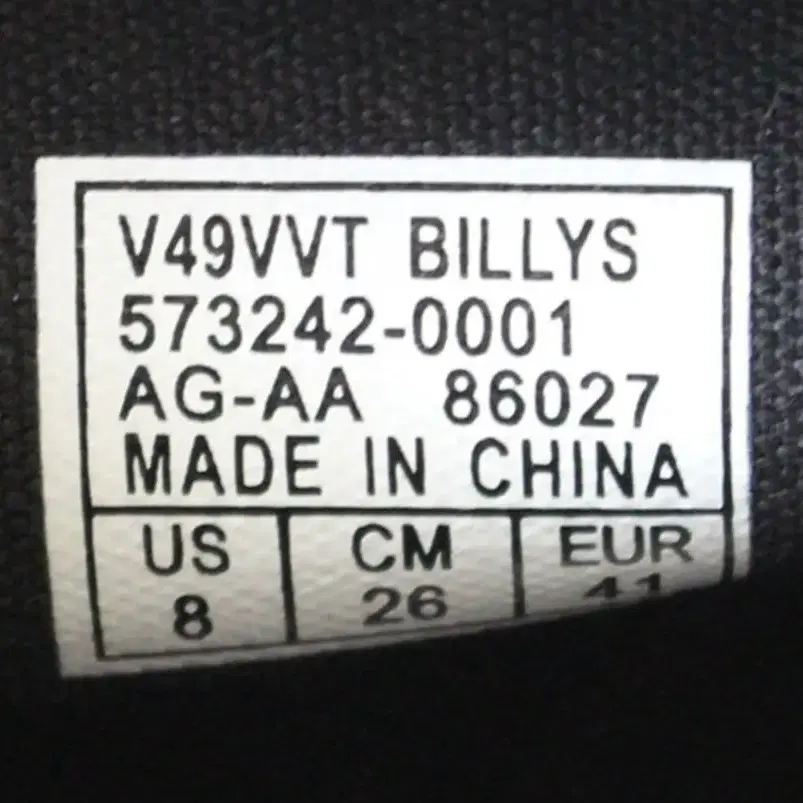 V49VVT BILLYS
573242-0001
AG-AA 86027
MADE IN CHINA
US CM EUR
8 26 41